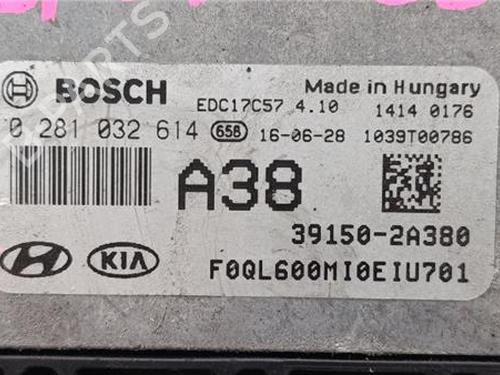 BOSCH EDC17C57 4.10 Made in Hungary
1414 0176
0 281 032 614 658 16-06-28 1039T00786
A38
39150-2A380
KIA F0QL600MI0EIU701
PARTS